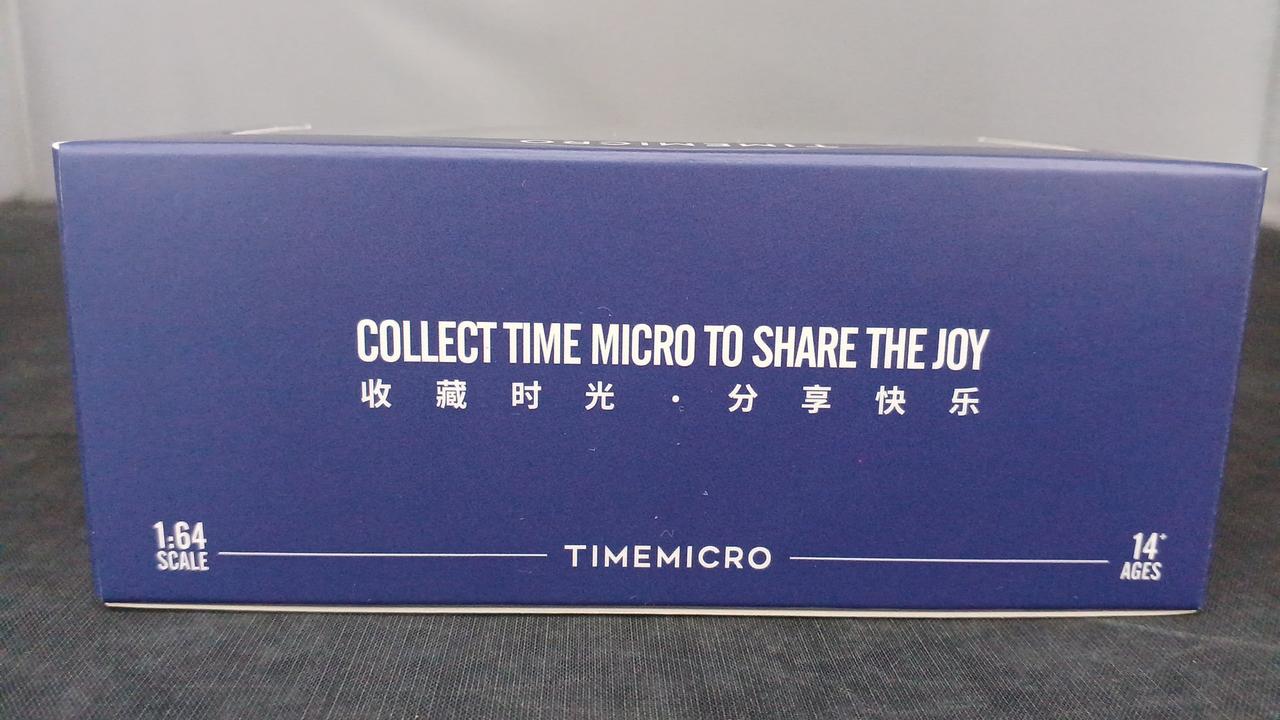 TIMEMICRO
COLLECT TIME MICRO TO SHARE THE JOY
收藏时光·分享快乐
1:64
SCALE
TIMEMICRO
14+
AGES